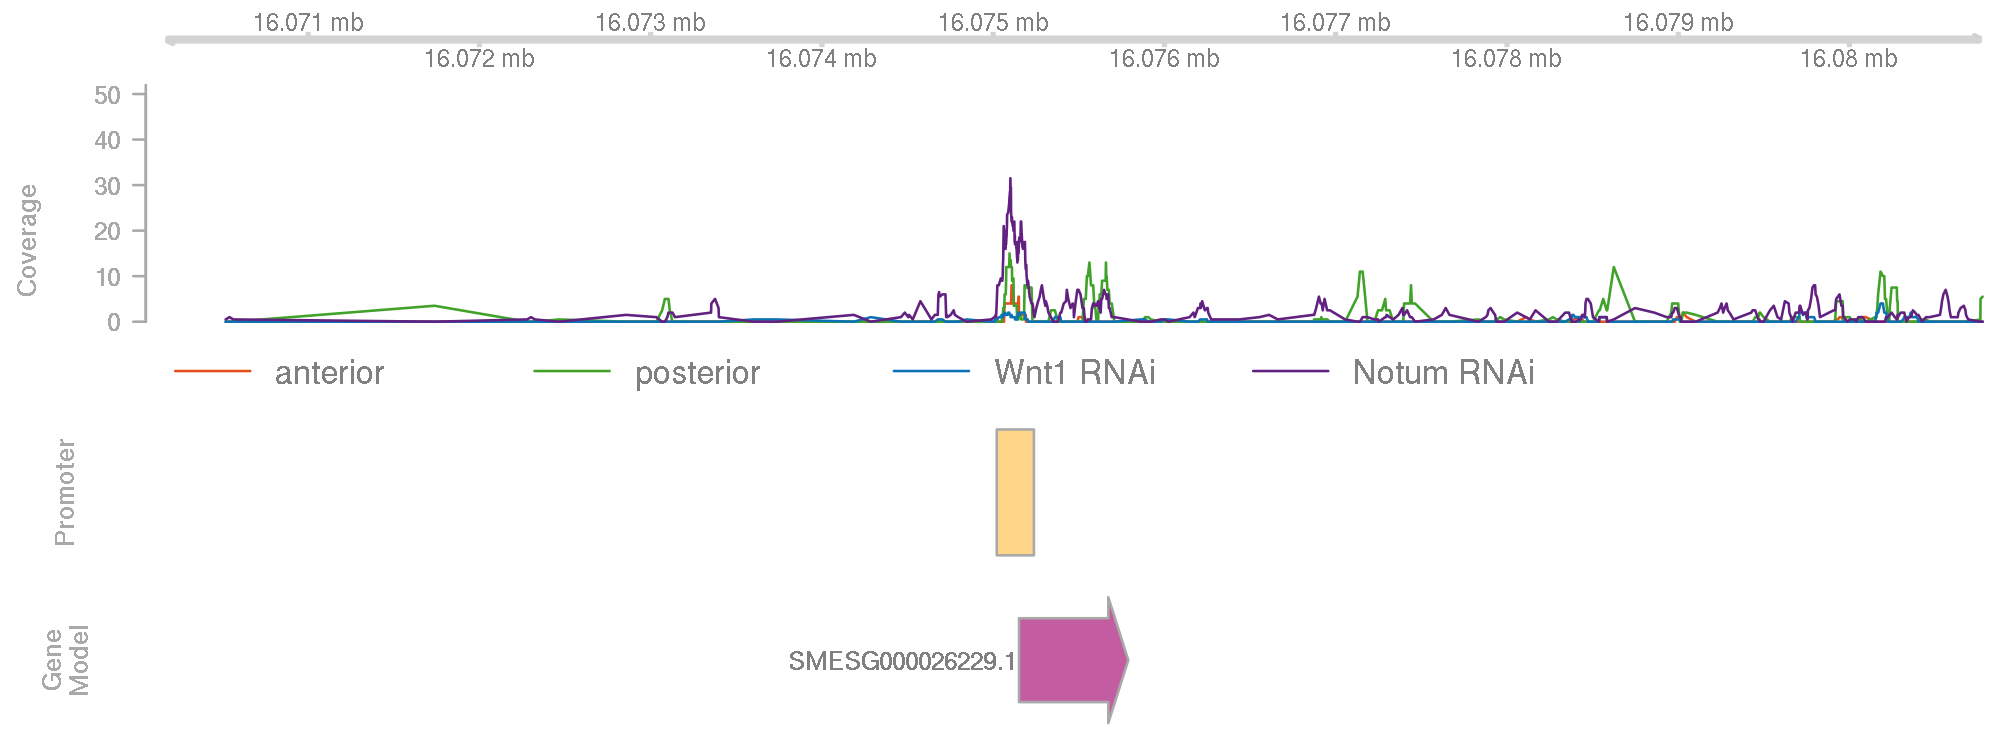 16.071 mb 16.073 mb 16.075 mb 16.077 mb 16.079 mb
16.072 mb 16.074 mb 16.076 mb 16.078 mb 16.08 mb
50
40
30
20
10
0
Coverage
anterior posterior Wnt1 RNAi Notum RNAi
Promoter
Gene
Model
SMESG000026229.1